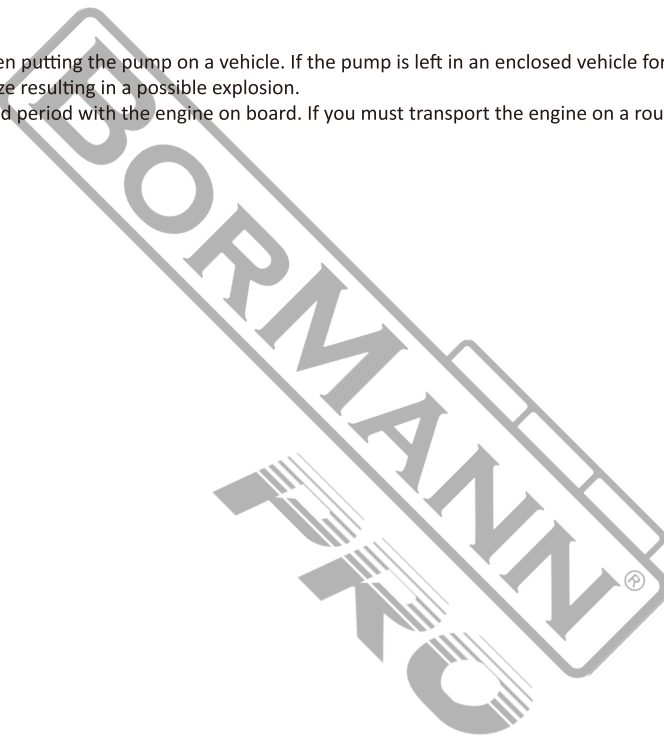 en putting the pump on a vehicle. If the pump is left in an enclosed vehicle for
ze resulting in a possible explosion.
d period with the engine on board. If you must transport the engine on a rou
BORMANN®
PRO